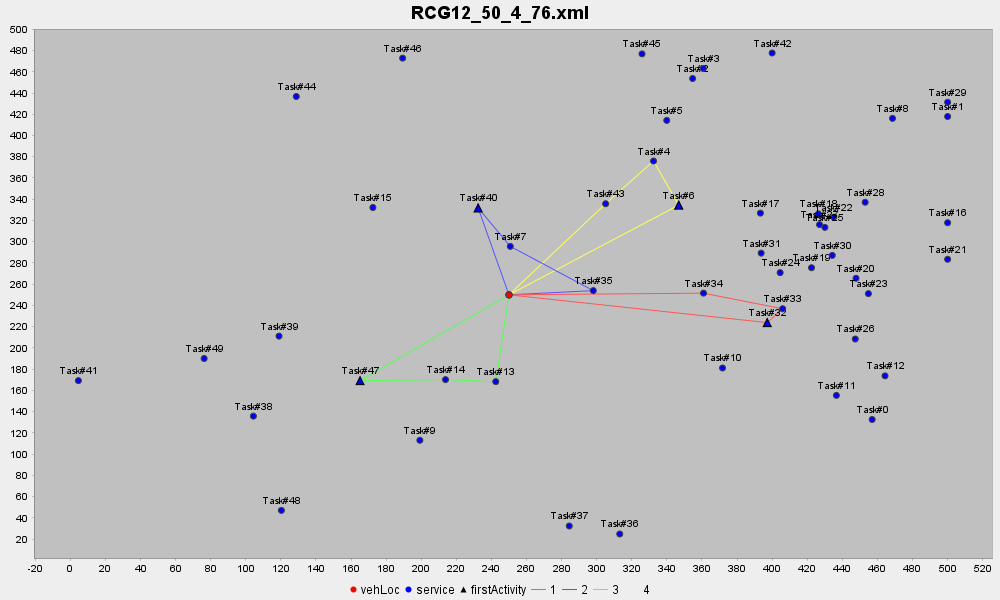 RCG12_50_4_76.xml
500
480
460
440
420
400
380
360
340
320
300
280
260
240
220
200
180
160
140
120
100
80
60
40
20
Task#45
Task#42
Task#46
Task#3
Task#44
Task#29
Task#1
Task#8
Task#5
Task#4
Task#15
Task#40
Task#43
Task#6
Task#28
Task#17
Task#18
Task#16
Task#7
Task#31
Task#30
Task#24
Task#19
Task#21
Task#20
Task#35
Task#34
Task#23
Task#33
Task#32
Task#39
Task#26
Task#49
Task#10
Task#41
Task#47
Task#14
Task#13
Task#12
Task#11
Task#38
Task#0
Task#9
Task#48
Task#37
Task#36
-20 0 20 40 60 80 100 120 140 160 180 200 220 240 260 280 300 320 340 360 380 400 420 440 460 480 500 520
vehLoc service firstActivity 1 2 3 4